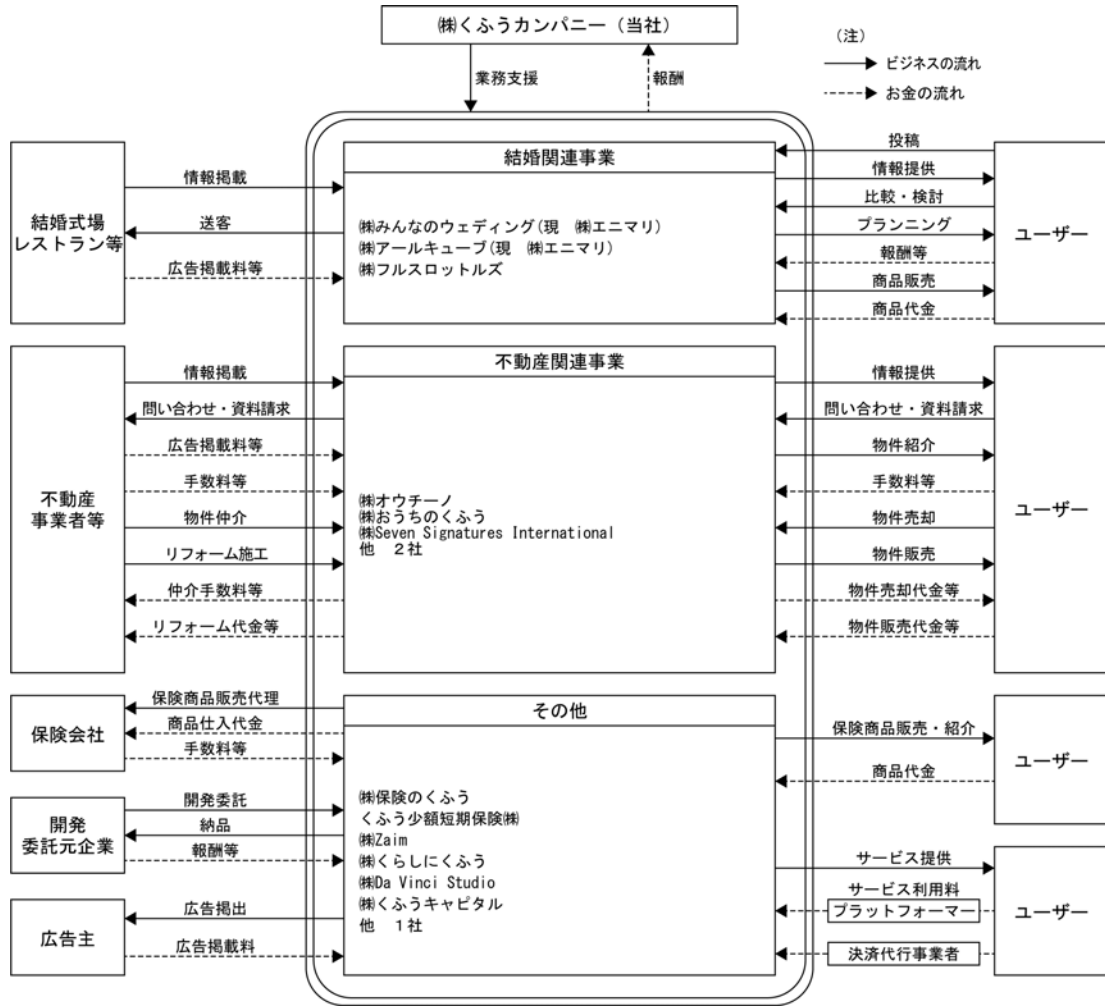 ㈱くふうカンパニー（当社）
（注）
ビジネスの流れ
お金の流れ
業務支援
報酬
結婚式場
レストラン等
情報掲載
送客
広告掲載料等
結婚関連事業
㈱みんなのウェディング(現　㈱エニマリ)
㈱アールキューブ(現　㈱エニマリ)
㈱フルスロットルズ
投稿
情報提供
比較・検討
プランニング
報酬等
商品販売
商品代金
ユーザー
不動産
事業者等
情報掲載
問い合わせ・資料請求
広告掲載料等
手数料等
物件仲介
リフォーム施工
仲介手数料等
リフォーム代金等
不動産関連事業
㈱オウチーノ
㈱おうちのくふう
㈱Seven Signatures International
他　２社
情報提供
問い合わせ・資料請求
物件紹介
手数料等
物件売却
物件販売
物件売却代金等
物件販売代金等
ユーザー
保険会社
保険商品販売代理
商品仕入代金
手数料等
開発
委託元企業
開発委託
納品
報酬等
広告主
広告掲出
広告掲載料
その他
㈱保険のくふう
くふう少額短期保険㈱
㈱Zaim
㈱くらしにくふう
㈱Da Vinci Studio
㈱くふうキャピタル
他　１社
保険商品販売・紹介
商品代金
ユーザー
サービス提供
サービス利用料
プラットフォーマー
決済代行事業者
ユーザー